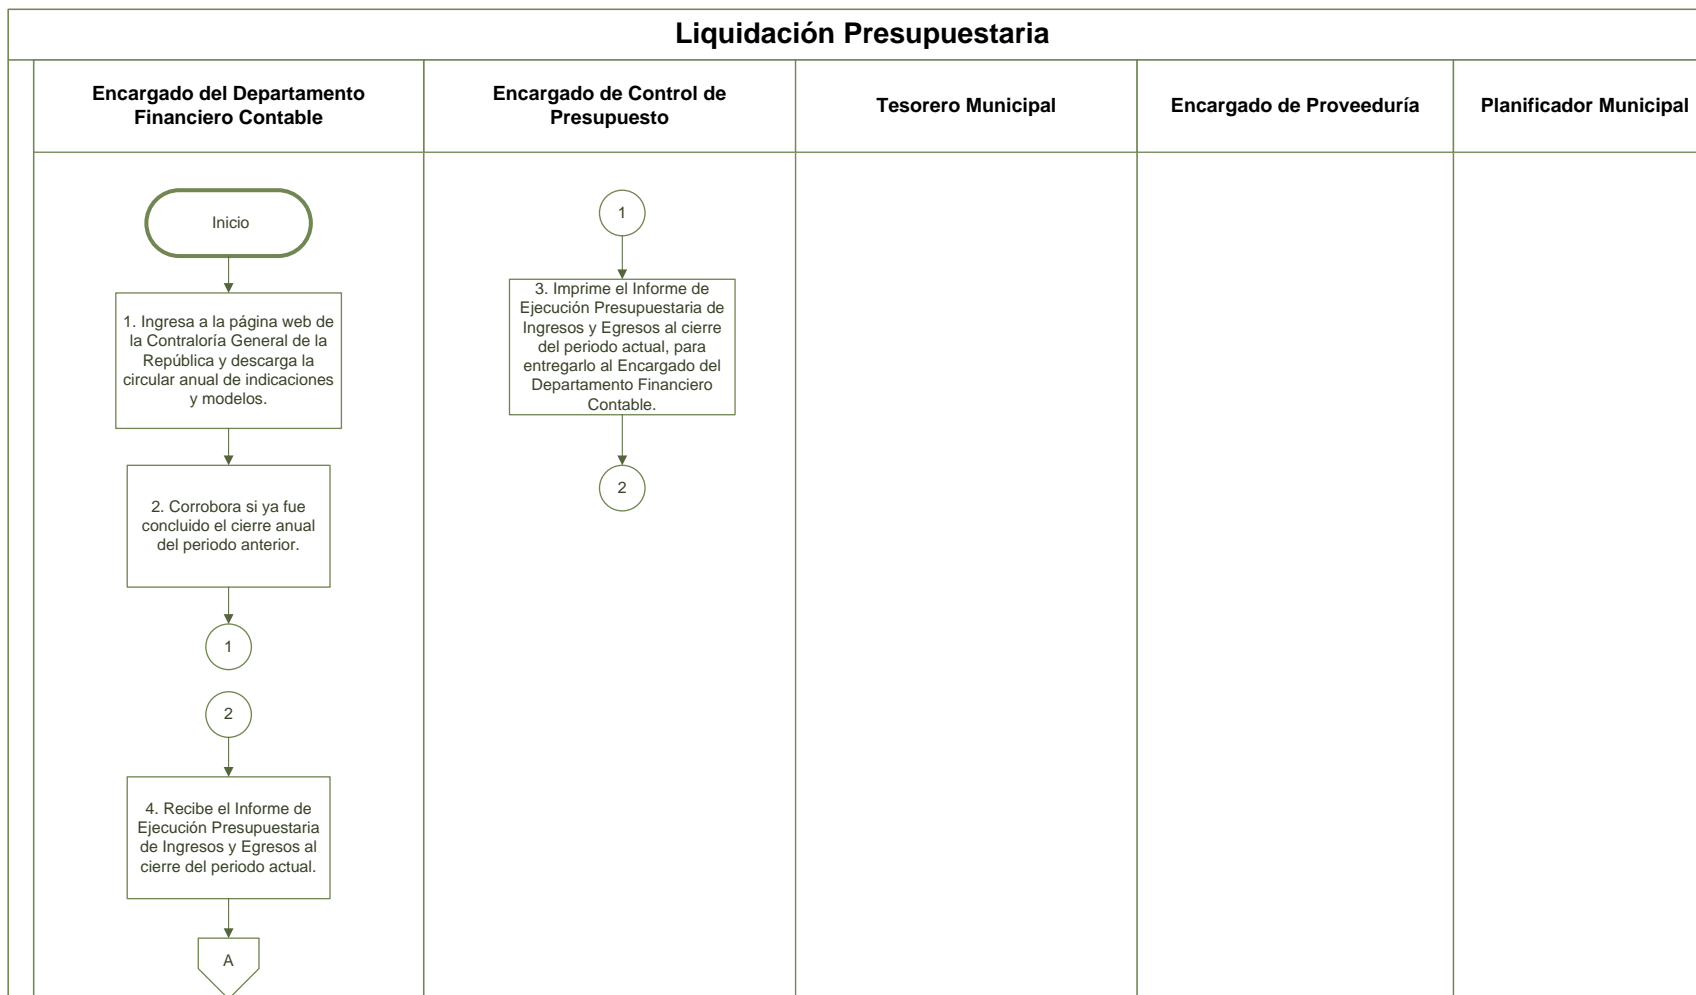 Liquidación Presupuestaria
Encargado del Departamento
Financiero Contable
Encargado de Control de
Presupuesto
Tesorero Municipal
Encargado de Proveeduría
Planificador Municipal
Inicio
1. Ingresa a la página web de
la Contraloría General de la
República y descarga la
circular anual de indicaciones
y modelos.
2. Corrobora si ya fue
concluido el cierre anual
del periodo anterior.
1
2
4. Recibe el Informe de
Ejecución Presupuestaria
de Ingresos y Egresos al
cierre del periodo actual.
A
1
3. Imprime el Informe de
Ejecución Presupuestaria de
Ingresos y Egresos al cierre
del periodo actual, para
entregarlo al Encargado del
Departamento Financiero
Contable.
2